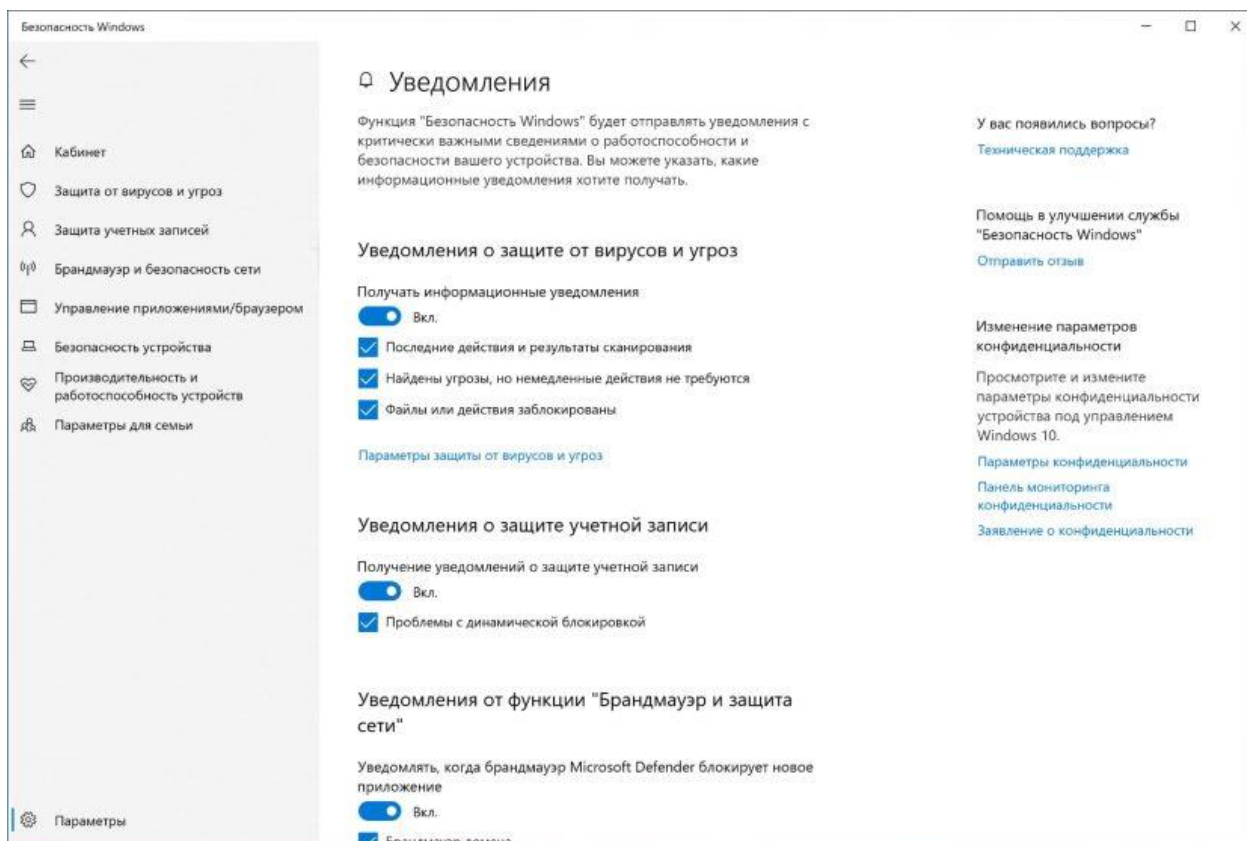 Безопасность Windows
Кабинет
Защита от вирусов и угроз
Защита учетных записей
Брандмауэр и безопасность сети
Управление приложениями/браузером
Безопасность устройства
Производительность и
работоспособность устройств
Параметры для семьи
Параметры
Уведомления
Функция "Безопасность Windows" будет отправлять уведомления с
критически важными сведениями о работоспособности и
безопасности вашего устройства. Вы можете указать, какие
информационные уведомления хотите получать.
Уведомления о защите от вирусов и угроз
Получать информационные уведомления
Вкл.
Последние действия и результаты сканирования
Найдены угрозы, но немедленные действия не требуются
Файлы или действия заблокированы
Параметры защиты от вирусов и угроз
Уведомления о защите учетной записи
Получение уведомлений о защите учетной записи
Вкл.
Проблемы с динамической блокировкой
Уведомления от функции "Брандмауэр и защита
сети"
Уведомлять, когда брандмауэр Microsoft Defender блокирует новое
приложение
Вкл.
Брандмауэр домена
У вас появились вопросы?
Техническая поддержка
Помощь в улучшении службы
"Безопасность Windows"
Отправить отзыв
Изменение параметров
конфиденциальности
Просмотрите и измените
параметры конфиденциальности
устройства под управлением
Windows 10.
Параметры конфиденциальности
Панель мониторинга
конфиденциальности
Заявление о конфиденциальности